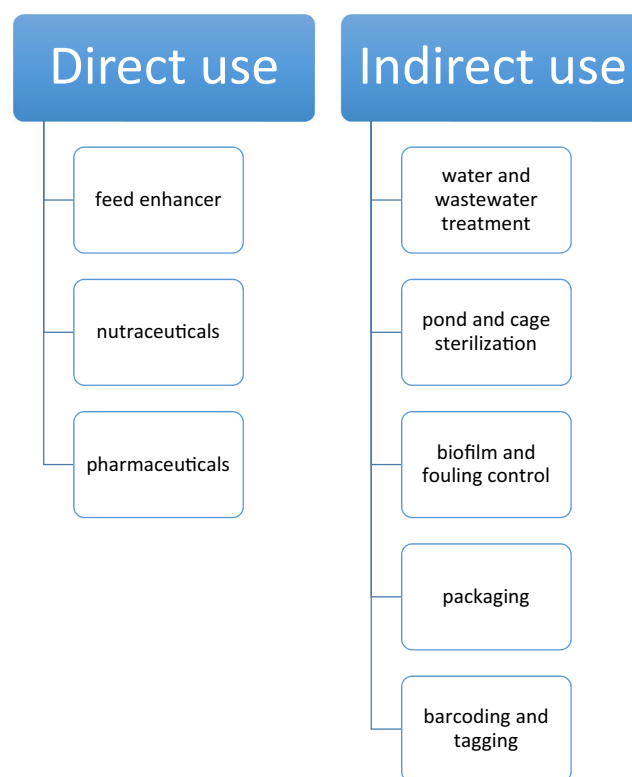 Direct use
feed enhancer
nutraceuticals
pharmaceuticals
Indirect use
water and
wastewater
treatment
pond and cage
sterilization
biofilm and
fouling control
packaging
barcoding and
tagging